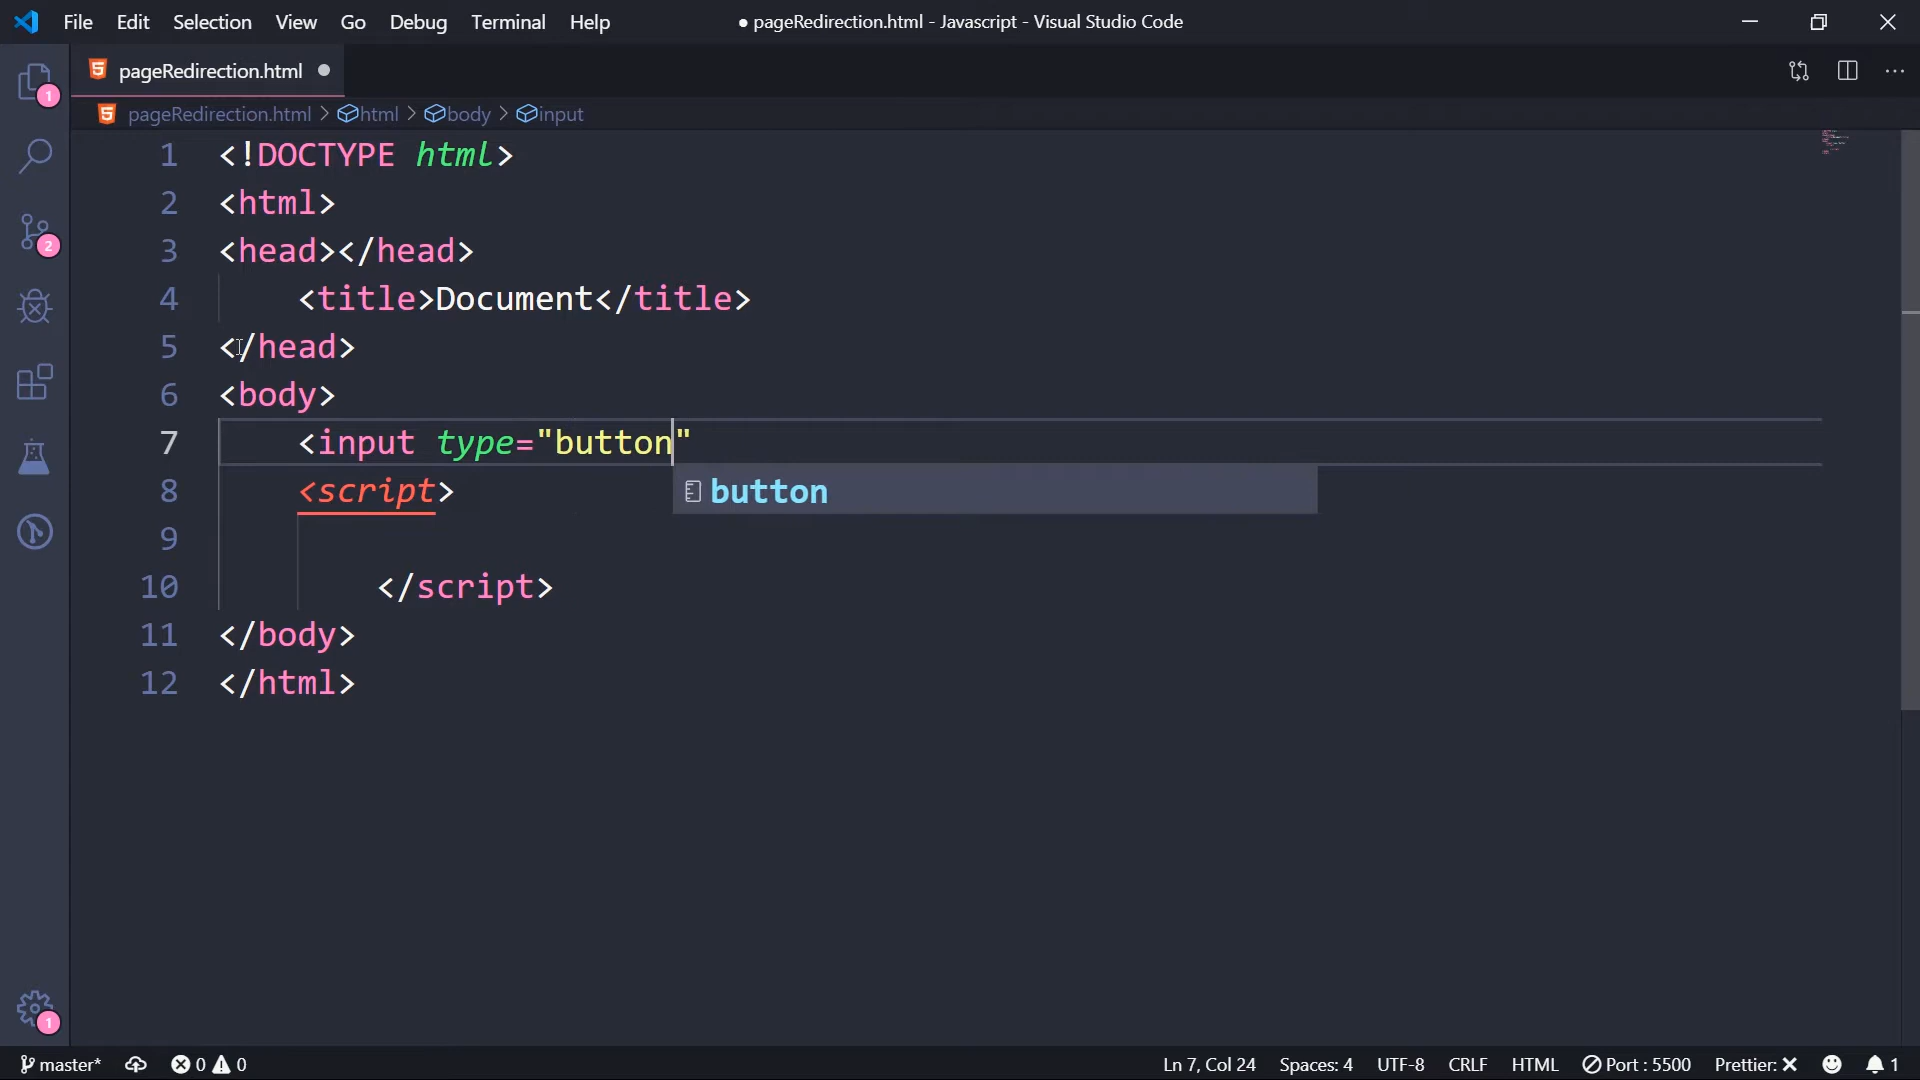 File Edit Selection View Go Debug Terminal Help
● pageRedirection.html - Javascript - Visual Studio Code
pageRedirection.html ●
pageRedirection.html > html > body > input
1 <!DOCTYPE html>
2 <html>
3 <head></head>
4 <title>Document</title>
5 </head>
6 <body>
7 <input type="button"
8 <script>
button
9
10 </script>
11 </body>
12 </html>
1
2
1
master* 0 0 Ln 7, Col 24 Spaces: 4 UTF-8 CRLF HTML Port : 5500 Prettier: ✕ 1